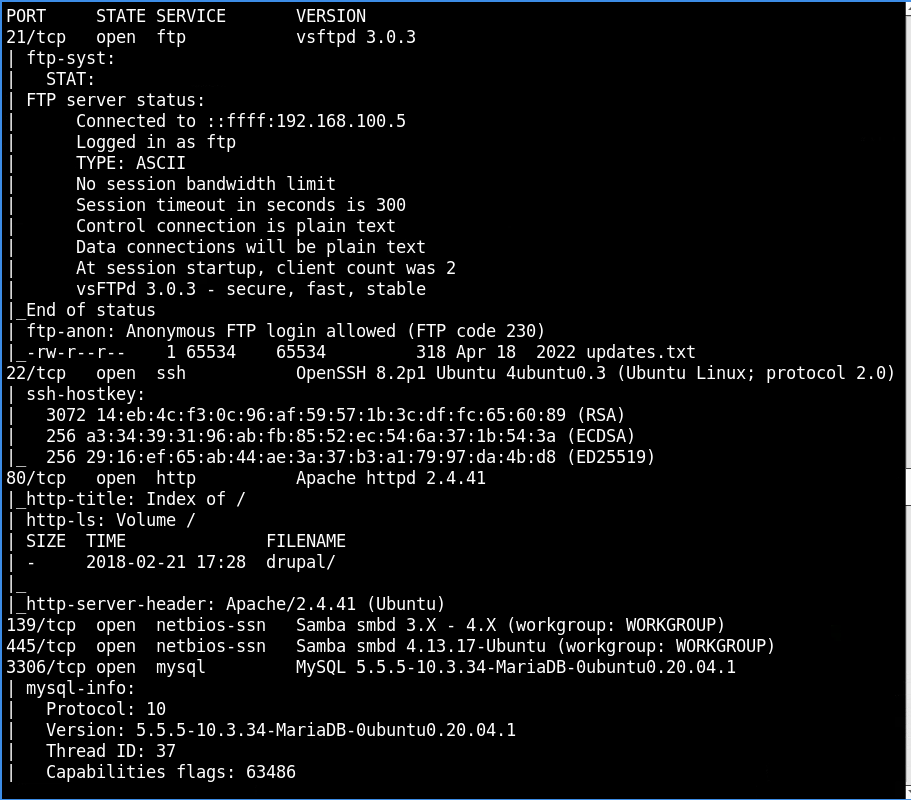 PORT     STATE SERVICE       VERSION
21/tcp   open  ftp           vsftpd 3.0.3
| ftp-syst:
|   STAT:
| FTP server status:
|      Connected to ::ffff:192.168.100.5
|      Logged in as ftp
|      TYPE: ASCII
|      No session bandwidth limit
|      Session timeout in seconds is 300
|      Control connection is plain text
|      Data connections will be plain text
|      At session startup, client count was 2
|      vsFTPd 3.0.3 - secure, fast, stable
|_End of status
| ftp-anon: Anonymous FTP login allowed (FTP code 230)
|_-rw-r--r--    1 65534    65534         318 Apr 18  2022 updates.txt
22/tcp   open  ssh           OpenSSH 8.2p1 Ubuntu 4ubuntu0.3 (Ubuntu Linux; protocol 2.0)
| ssh-hostkey:
|   3072 14:eb:4c:f3:0c:96:af:59:57:1b:3c:df:fc:65:60:89 (RSA)
|   256 a3:34:39:31:96:ab:fb:85:52:ec:54:6a:37:1b:54:3a (ECDSA)
|_  256 29:16:ef:65:ab:44:ae:3a:37:b3:a1:79:97:da:4b:d8 (ED25519)
80/tcp   open  http          Apache httpd 2.4.41
|_http-title: Index of /
| http-ls: Volume /
| SIZE  TIME              FILENAME
| -     2018-02-21 17:28  drupal/
|_
|_http-server-header: Apache/2.4.41 (Ubuntu)
139/tcp  open  netbios-ssn   Samba smbd 3.X - 4.X (workgroup: WORKGROUP)
445/tcp  open  netbios-ssn   Samba smbd 4.13.17-Ubuntu (workgroup: WORKGROUP)
3306/tcp open  mysql         MySQL 5.5.5-10.3.34-MariaDB-0ubuntu0.20.04.1
| mysql-info:
|   Protocol: 10
|   Version: 5.5.5-10.3.34-MariaDB-0ubuntu0.20.04.1
|   Thread ID: 37
|   Capabilities flags: 63486